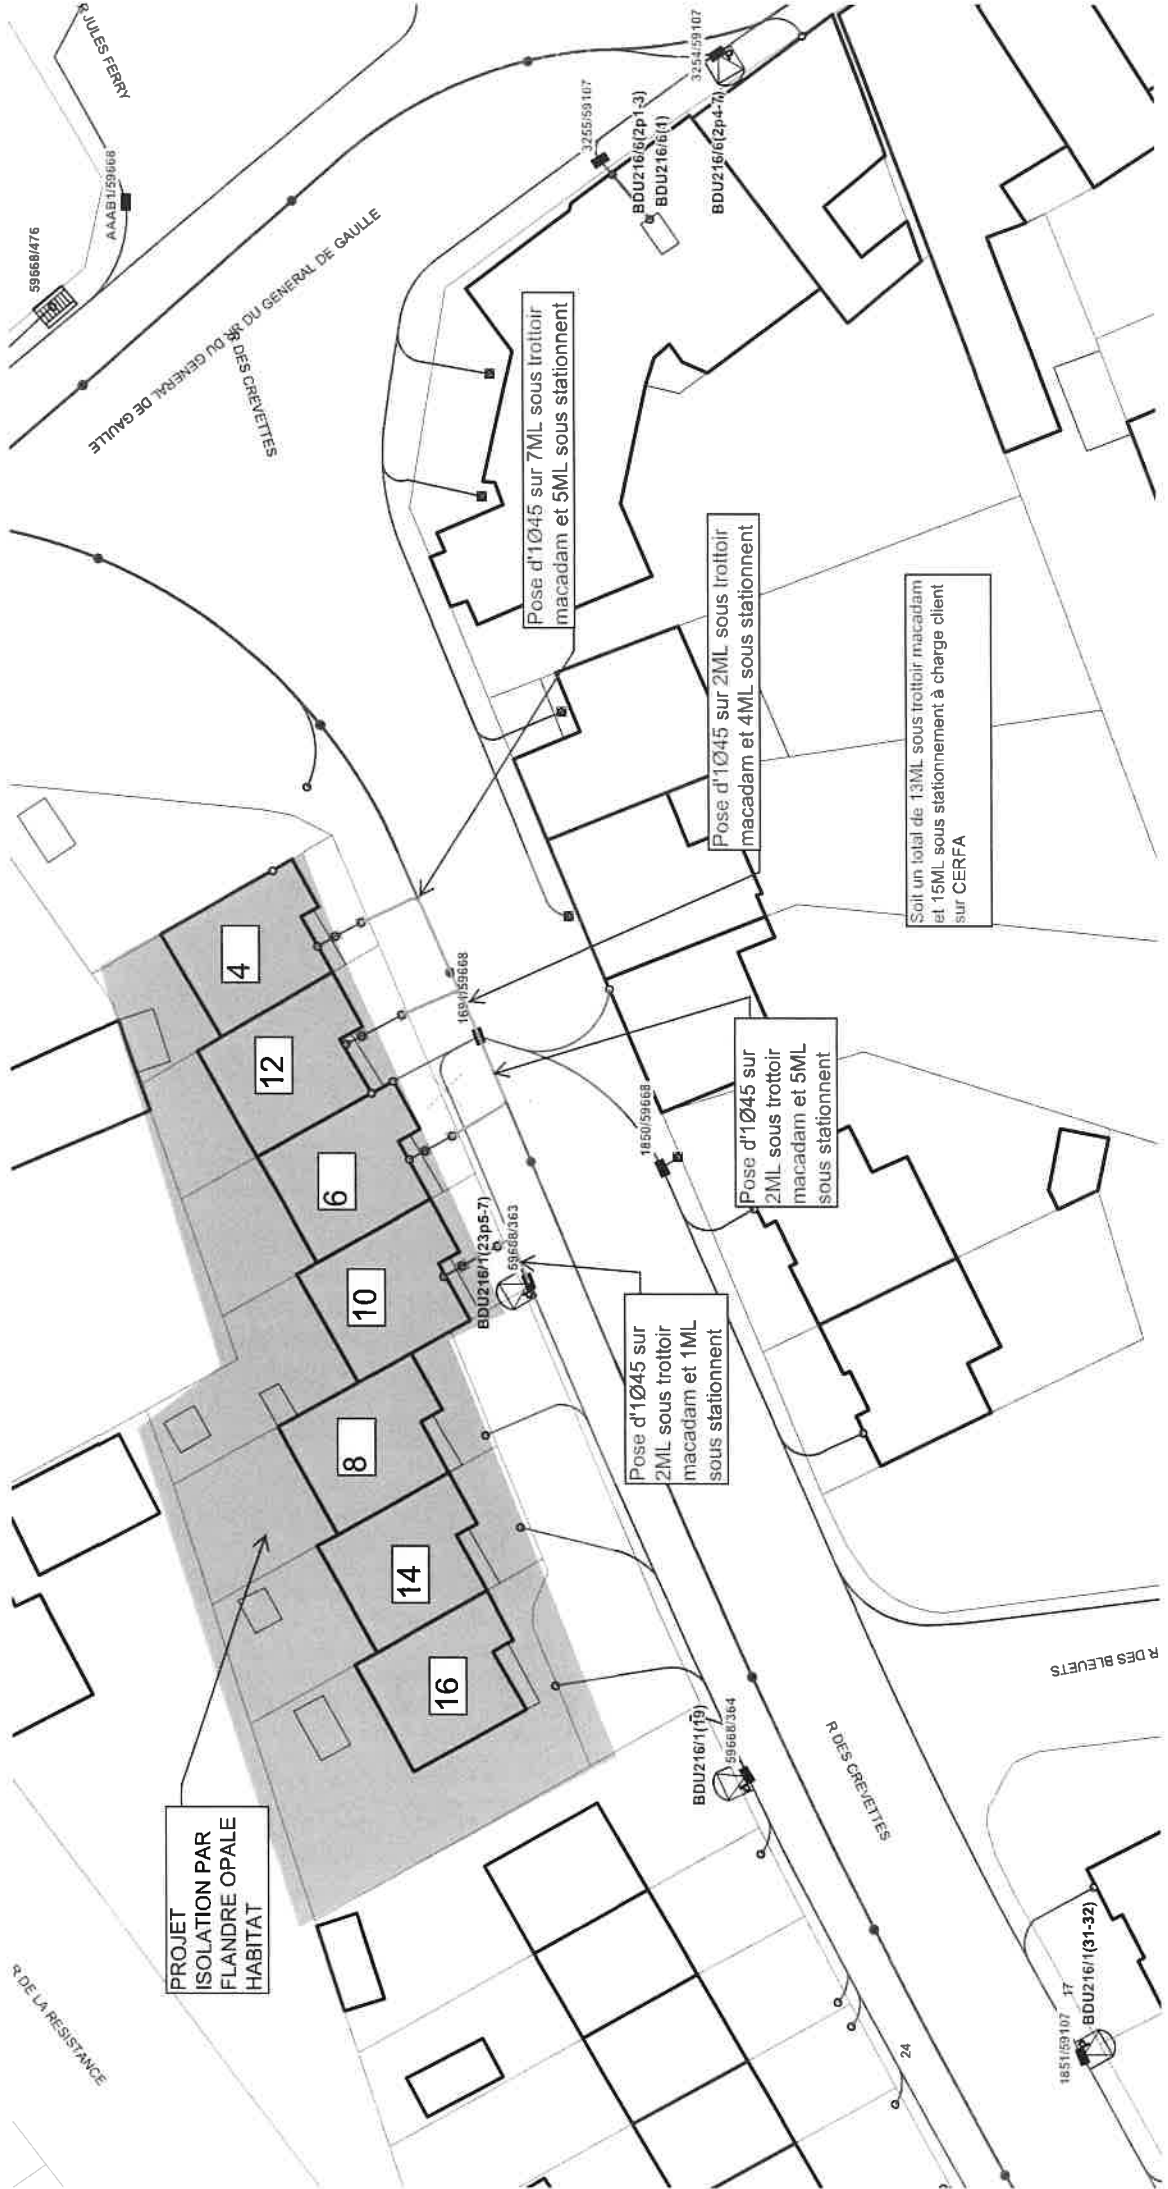 R DE LA RESISTANCE
PROJET
ISOLATION PAR
FLANDRE OPALE
HABITAT
16
14
8
10
6
12
4
59668/476
AAAB1/59668
R JULES FERRY
R DU GENERAL DE GAULLE
GENERAL DE GAULLE
R DES CREVETTES
3255/59107
3254/59107
BDU216/6(2p1-3)
BDU216/6(1)
BDU216/6(2p4-7)
Pose d'1Ø45 sur 7ML sous trottoir
macadam et 5ML sous stationnent
Pose d'1Ø45 sur 2ML sous trottoir
macadam et 4ML sous stationnent
Soit un total de 13ML sous trottoir macadam
et 15ML sous stationnement à charge client
sur CERFA
1691/59668
1850/59668
Pose d'1Ø45 sur
2ML sous trottoir
macadam et 5ML
sous stationnent
BDU216/1(23p5-7)
59668/363
Pose d'1Ø45 sur
2ML sous trottoir
macadam et 1ML
sous stationnent
BDU216/1(19)
59668/364
R DES CREVETTES
R DES BLEUETS
24
17
1851/59107
BDU216/1(31-32)